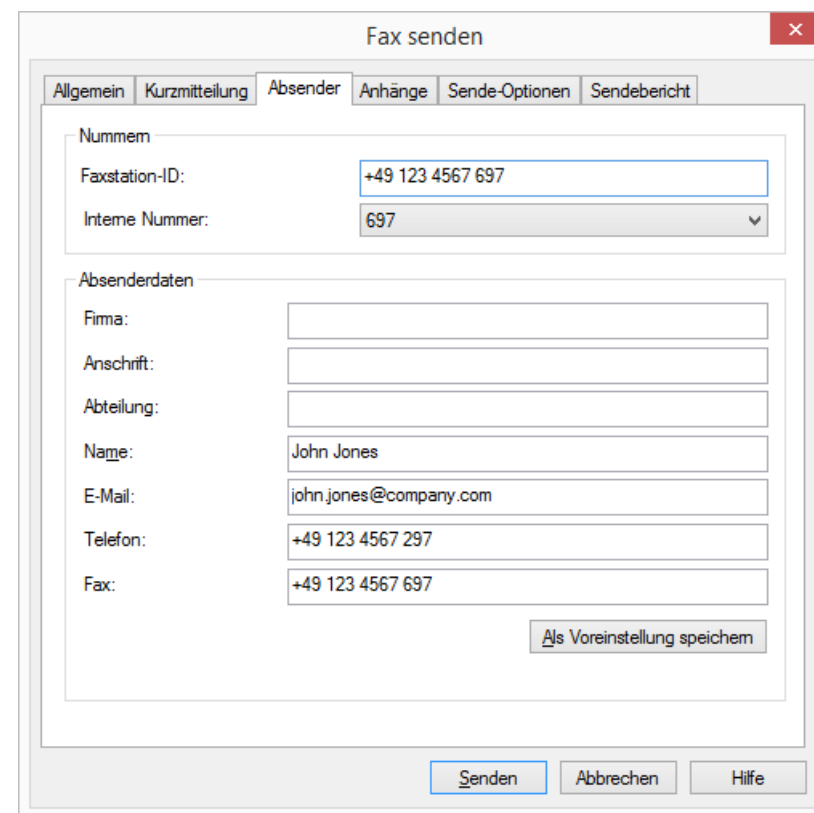 Fax senden
Allgemein Kurzmitteilung Absender Anhänge Sende-Optionen Sendebericht
Nummern
Faxstation-ID: +49 123 4567 697
Interne Nummer: 697
Absenderdaten
Firma:
Anschrift:
Abteilung:
Name: John Jones
E-Mail: john.jones@company.com
Telefon: +49 123 4567 297
Fax: +49 123 4567 697
Als Voreinstellung speichern
Senden Abbrechen Hilfe